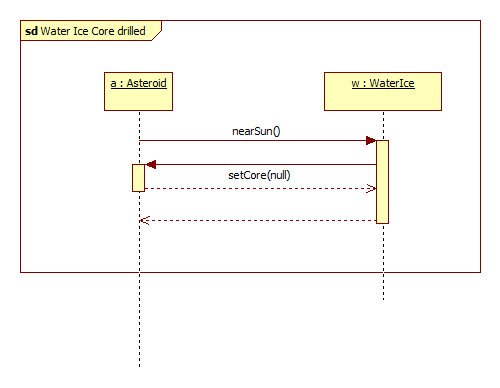 sd Water Ice Core drilled
a : Asteroid
w : WaterIce
nearSun()
setCore(null)